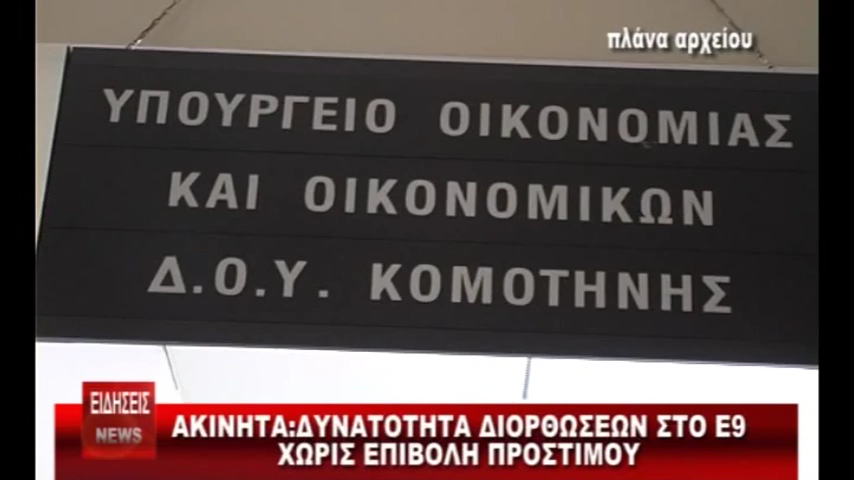 πλάνα αρχείου
ΥΠΟΥΡΓΕΙΟ ΟΙΚΟΝΟΜΙΑΣ
ΚΑΙ ΟΙΚΟΝΟΜΙΚΩΝ
Δ.Ο.Υ. ΚΟΜΟΤΗΝΗΣ
ΕΙΔΗΣΕΙΣ
NEWS
ΑΚΙΝΗΤΑ:ΔΥΝΑΤΟΤΗΤΑ ΔΙΟΡΘΩΣΕΩΝ ΣΤΟ Ε9
ΧΩΡΙΣ ΕΠΙΒΟΛΗ ΠΡΟΣΤΙΜΟΥ